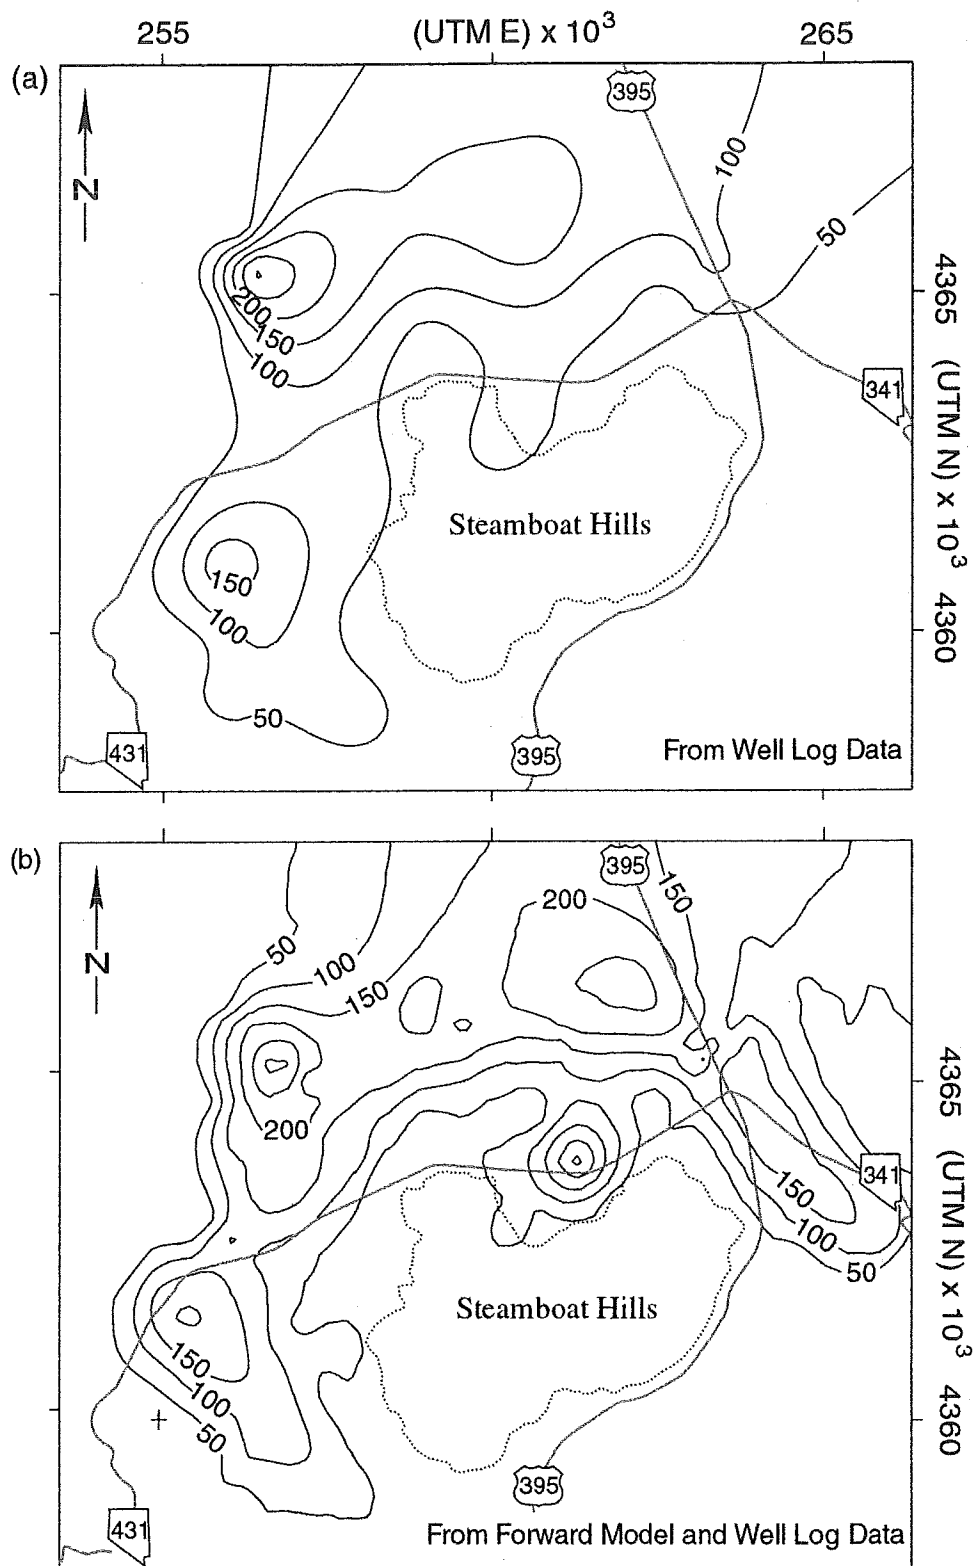 255 (UTM E) x 10³ 265
(a)
395
N
100
50
200
150
100
4365 (UTM N) x 10³ 4360
341
Steamboat Hills
150
100
50
431
395
From Well Log Data
(b)
395
150
200
N
50
100
150
200
4365 (UTM N) x 10³ 4360
341
150
100
50
Steamboat Hills
150
100
50
395
431
From Forward Model and Well Log Data